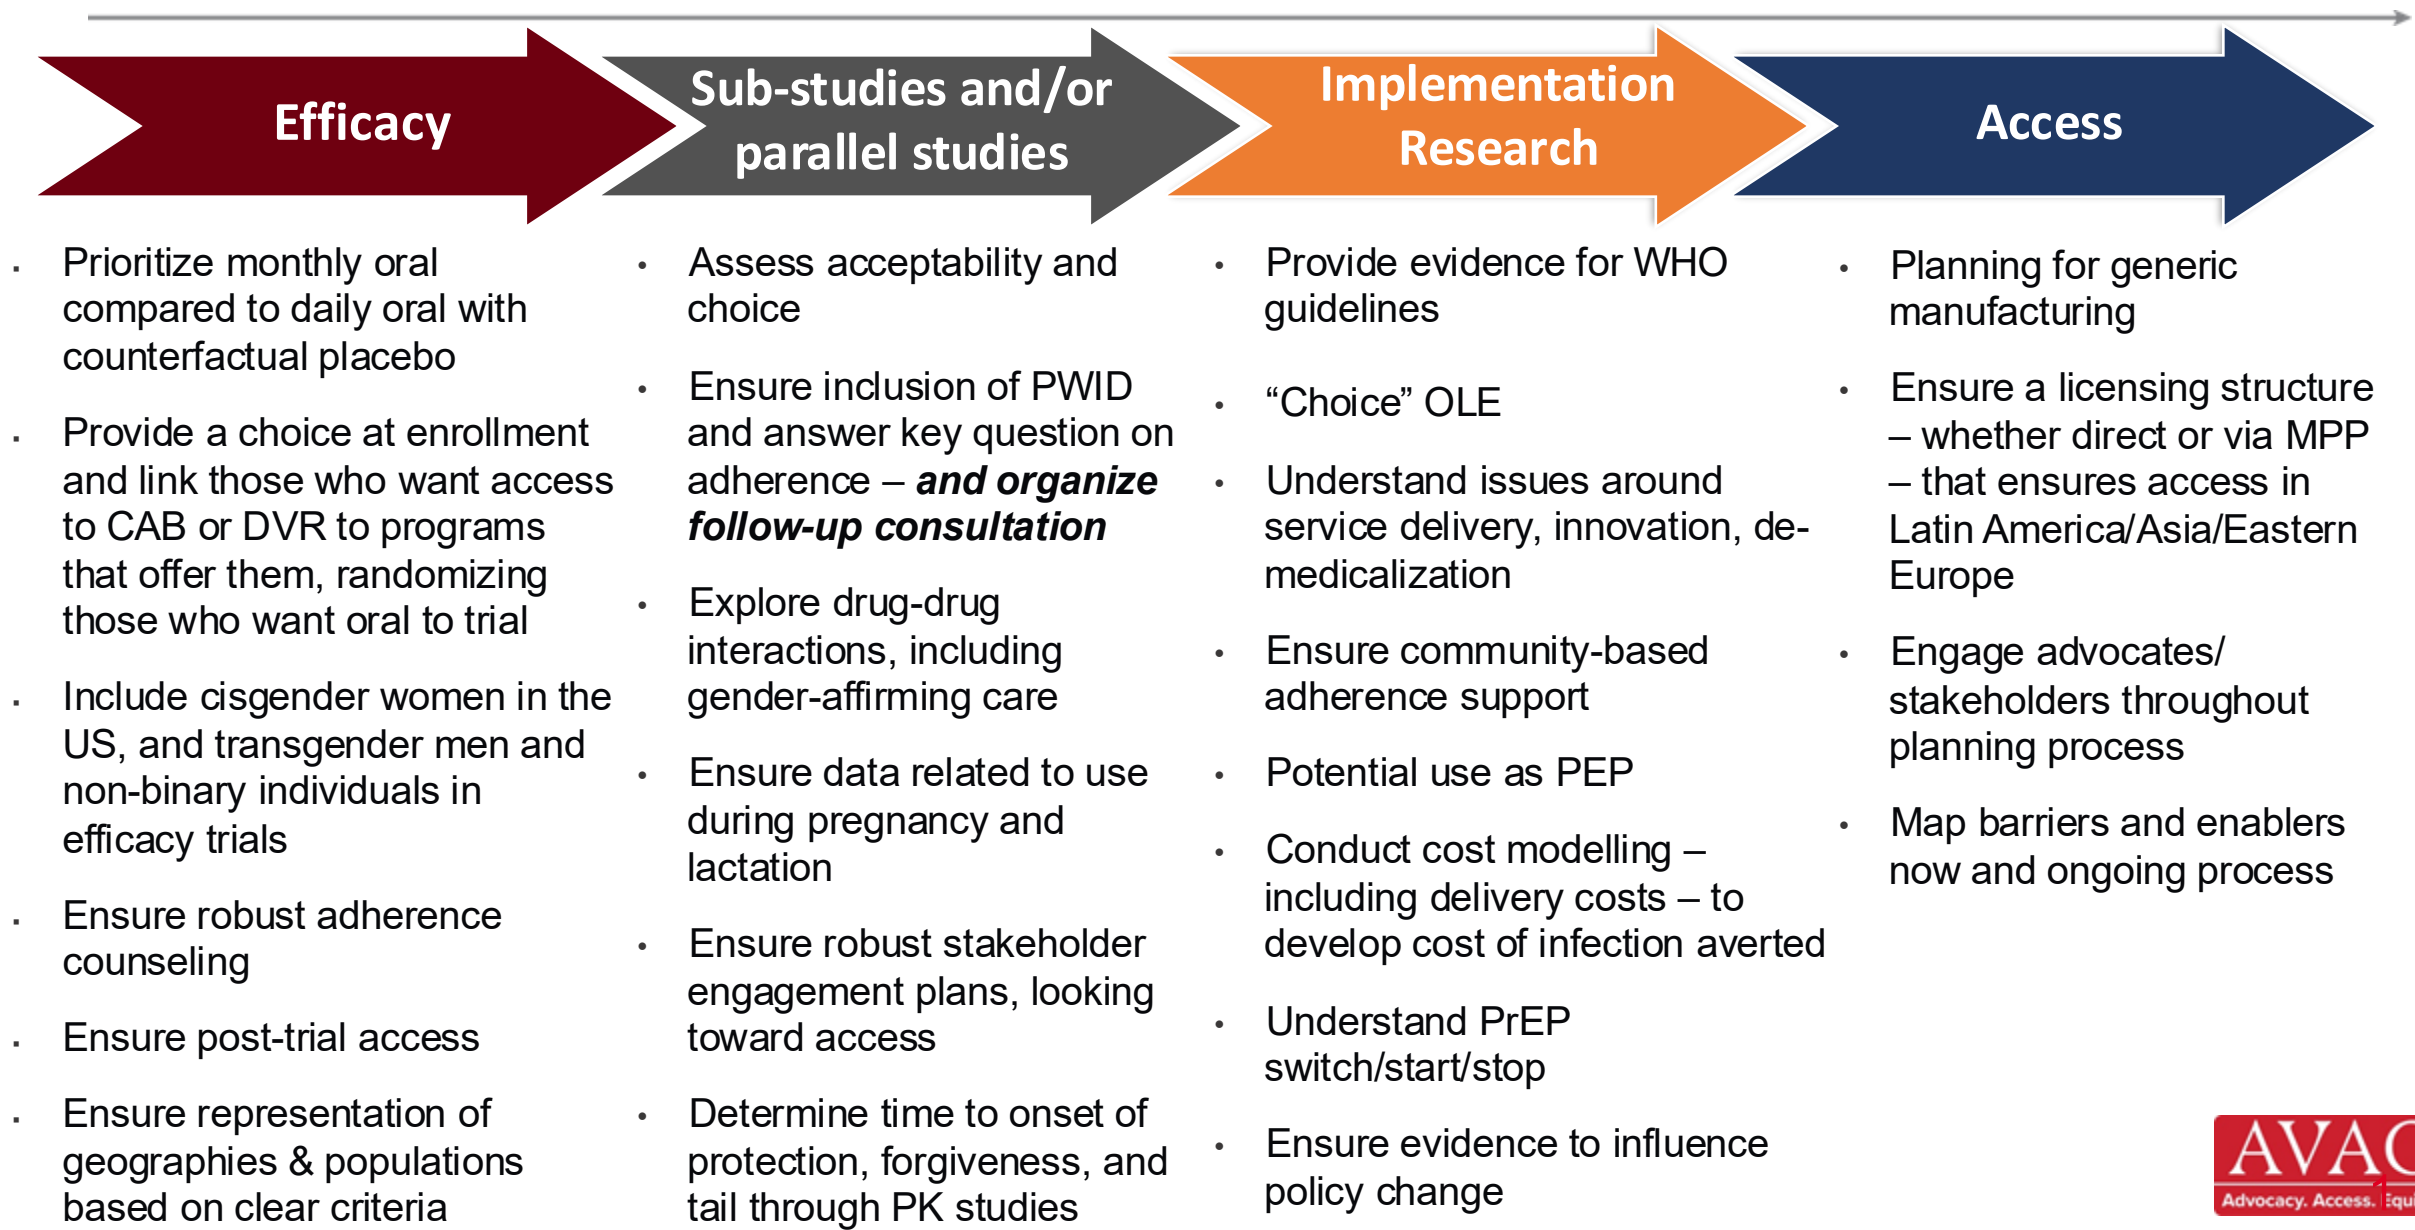 Efficacy
Sub-studies and/or
parallel studies
Implementation
Research
Access
Prioritize monthly oral
compared to daily oral with
counterfactual placebo
Provide a choice at enrollment
and link those who want access
to CAB or DVR to programs
that offer them, randomizing
those who want oral to trial
Include cisgender women in the
US, and transgender men and
non-binary individuals in
efficacy trials
Ensure robust adherence
counseling
Ensure post-trial access
Ensure representation of
geographies & populations
based on clear criteria
Assess acceptability and
choice
Ensure inclusion of PWID
and answer key question on
adherence – and organize
follow-up consultation
Explore drug-drug
interactions, including
gender-affirming care
Ensure data related to use
during pregnancy and
lactation
Ensure robust stakeholder
engagement plans, looking
toward access
Determine time to onset of
protection, forgiveness, and
tail through PK studies
Provide evidence for WHO
guidelines
“Choice” OLE
Understand issues around
service delivery, innovation, de-
medicalization
Ensure community-based
adherence support
Potential use as PEP
Conduct cost modelling –
including delivery costs – to
develop cost of infection averted
Understand PrEP
switch/start/stop
Ensure evidence to influence
policy change
Planning for generic
manufacturing
Ensure a licensing structure
– whether direct or via MPP
– that ensures access in
Latin America/Asia/Eastern
Europe
Engage advocates/
stakeholders throughout
planning process
Map barriers and enablers
now and ongoing process
AVAC
Advocacy. Access.
1